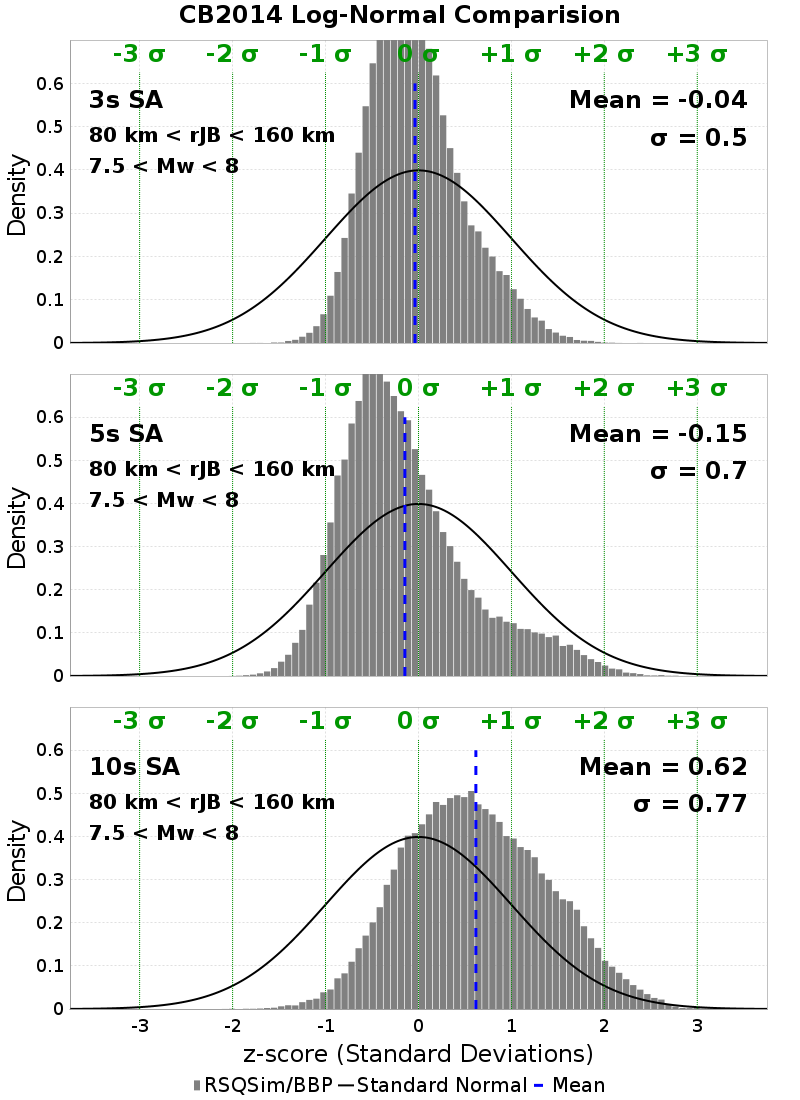 CB2014 Log-Normal Comparision
-3 σ -2 σ -1 σ 0 σ +1 σ +2 σ +3 σ
3s SA
Mean = -0.04
80 km < rJB < 160 km
σ = 0.5
7.5 < Mw < 8
0.6
0.5
0.4
0.3
0.2
0.1
0
Density
-3 σ -2 σ -1 σ 0 σ +1 σ +2 σ +3 σ
5s SA
Mean = -0.15
80 km < rJB < 160 km
σ = 0.7
7.5 < Mw < 8
0.6
0.5
0.4
0.3
0.2
0.1
0
Density
-3 σ -2 σ -1 σ 0 σ +1 σ +2 σ +3 σ
10s SA
Mean = 0.62
80 km < rJB < 160 km
σ = 0.77
7.5 < Mw < 8
0.6
0.5
0.4
0.3
0.2
0.1
0
Density
-3 -2 -1 0 1 2 3
z-score (Standard Deviations)
RSQSim/BBP Standard Normal Mean